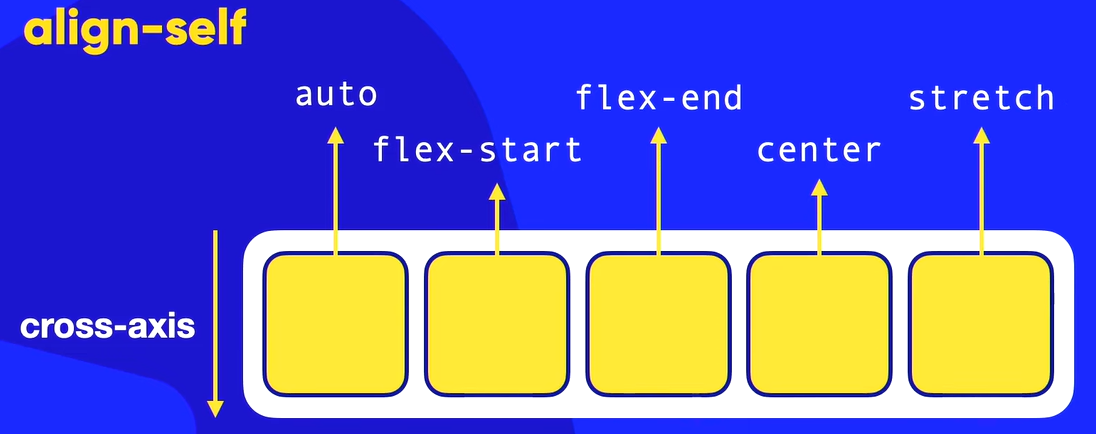 align-self
auto
flex-end
stretch
flex-start
center
cross-axis